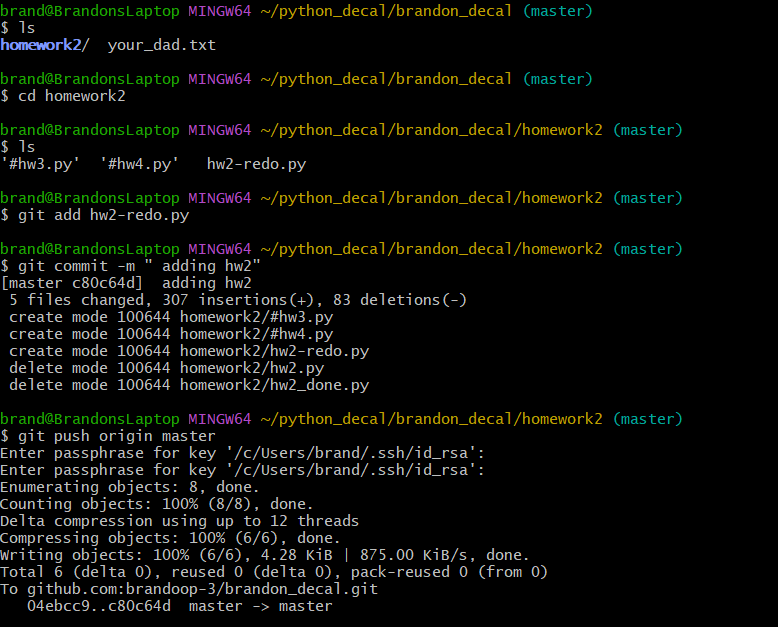 brand@BrandonsLaptop MINGW64 ~/python_decal/brandon_decal (master)
$ ls
homework2/  your_dad.txt
brand@BrandonsLaptop MINGW64 ~/python_decal/brandon_decal (master)
$ cd homework2
brand@BrandonsLaptop MINGW64 ~/python_decal/brandon_decal/homework2 (master)
$ ls
'#hw3.py'  '#hw4.py'   hw2-redo.py
brand@BrandonsLaptop MINGW64 ~/python_decal/brandon_decal/homework2 (master)
$ git add hw2-redo.py
brand@BrandonsLaptop MINGW64 ~/python_decal/brandon_decal/homework2 (master)
$ git commit -m " adding hw2"
[master c80c64d]  adding hw2
 5 files changed, 307 insertions(+), 83 deletions(-)
 create mode 100644 homework2/#hw3.py
 create mode 100644 homework2/#hw4.py
 create mode 100644 homework2/hw2-redo.py
 delete mode 100644 homework2/hw2.py
 delete mode 100644 homework2/hw2_done.py
brand@BrandonsLaptop MINGW64 ~/python_decal/brandon_decal/homework2 (master)
$ git push origin master
Enter passphrase for key '/c/Users/brand/.ssh/id_rsa':
Enter passphrase for key '/c/Users/brand/.ssh/id_rsa':
Enumerating objects: 8, done.
Counting objects: 100% (8/8), done.
Delta compression using up to 12 threads
Compressing objects: 100% (6/6), done.
Writing objects: 100% (6/6), 4.28 KiB | 875.00 KiB/s, done.
Total 6 (delta 0), reused 0 (delta 0), pack-reused 0 (from 0)
To github.com:brandoop-3/brandon_decal.git
   04ebcc9..c80c64d  master -> master